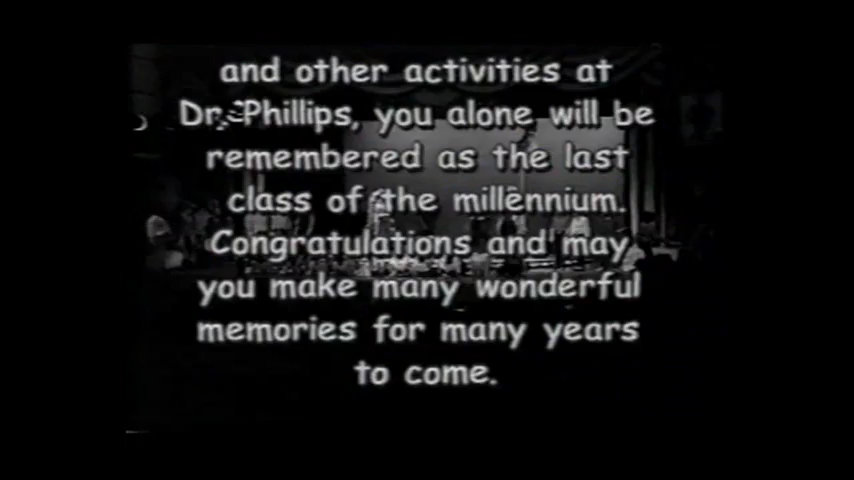 and other activities at
Dr. Phillips, you alone will be
remembered as the last
class of the millennium.
Congratulations and may
you make many wonderful
memories for many years
to come.